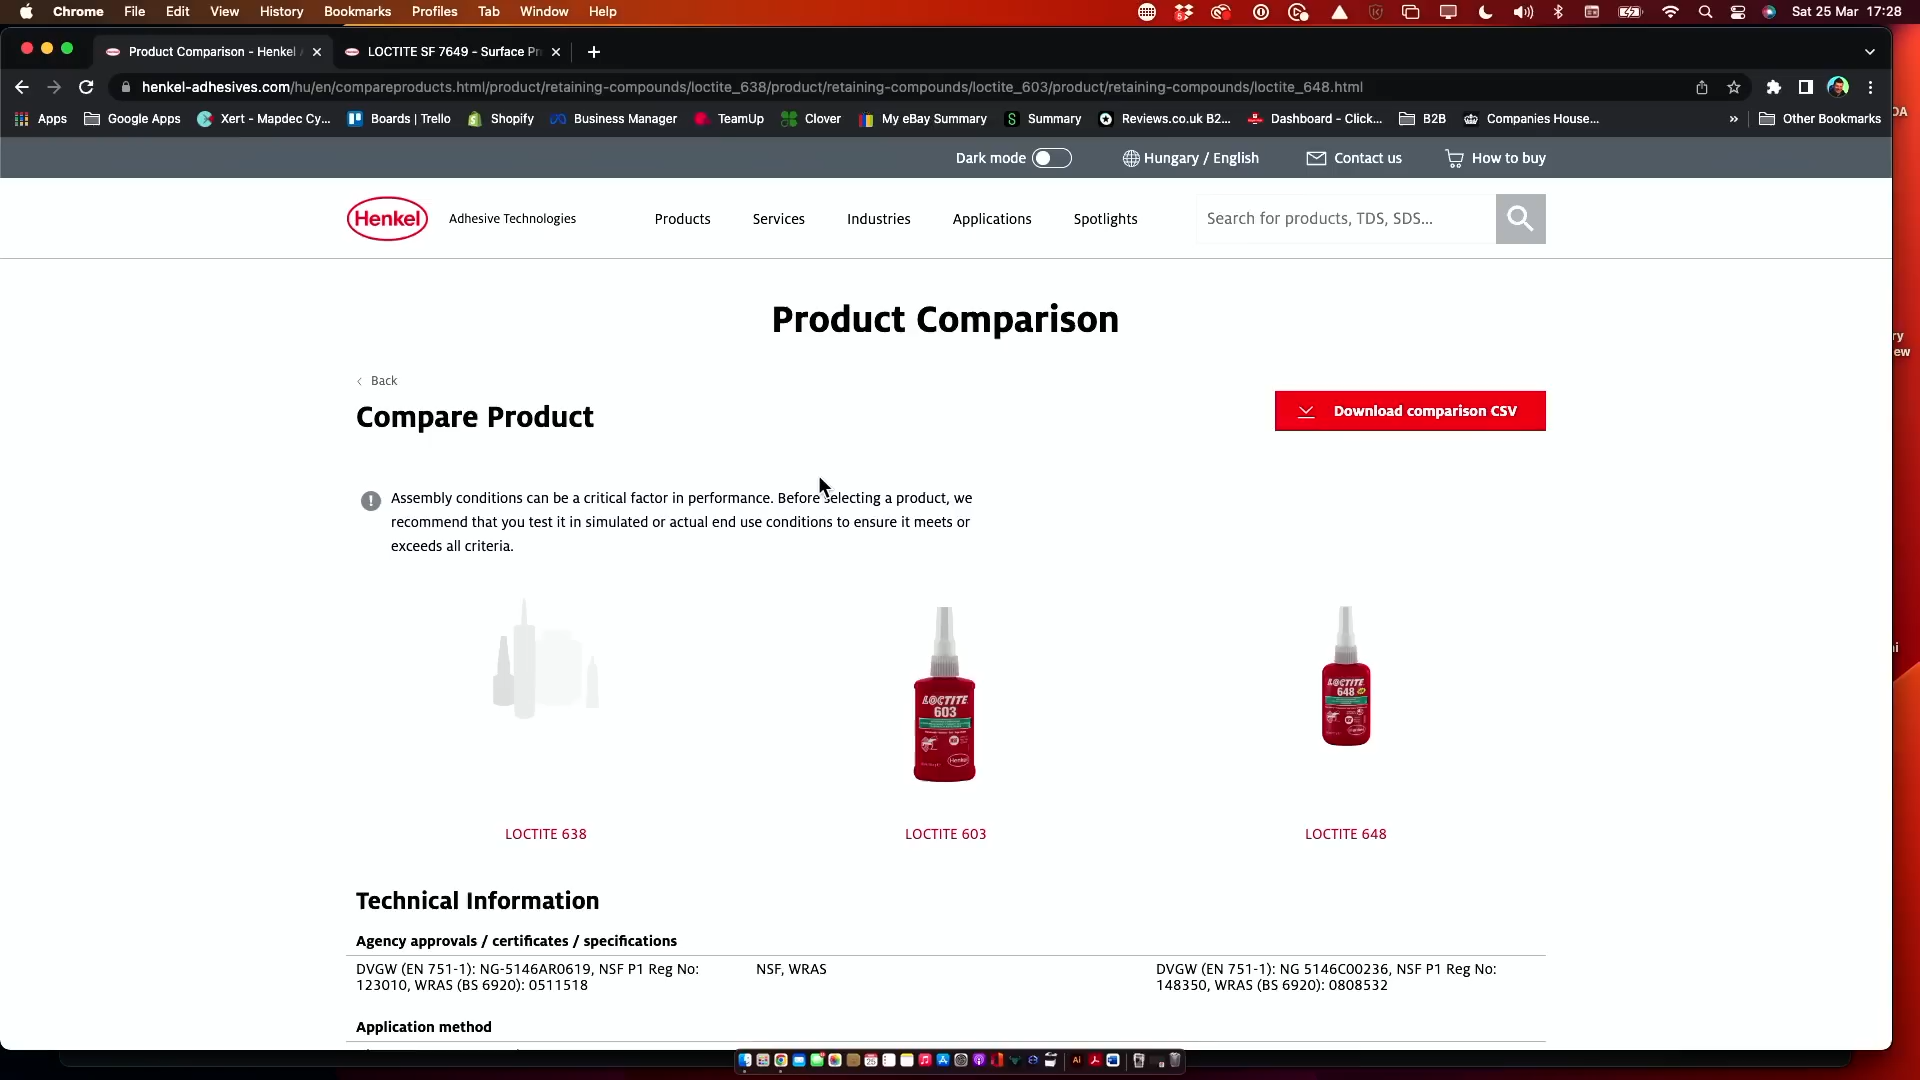 Chrome File Edit View History Bookmarks Profiles Tab Window Help Sat 25 Mar 17:28
Product Comparison - Henkel LOCTITE SF 7649 - Surface Pr
henkel-adhesives.com/hu/en/compareproducts.html/product/retaining-compounds/loctite_638/product/retaining-compounds/loctite_603/product/retaining-compounds/loctite_648.html
Apps Google Apps Xert - Mapdec Cy... Boards | Trello Shopify Business Manager TeamUp Clover My eBay Summary Summary Reviews.co.uk B2... Dashboard - Click... B2B Companies House... » Other Bookmarks
Dark mode Hungary / English Contact us How to buy
Henkel Adhesive Technologies Products Services Industries Applications Spotlights Search for products, TDS, SDS...
Product Comparison
Back
Compare Product
Download comparison CSV
Assembly conditions can be a critical factor in performance. Before selecting a product, we
recommend that you test it in simulated or actual end use conditions to ensure it meets or
exceeds all criteria.
LOCTITE
603
Henkel
LOCTITE
648
LOCTITE 638 LOCTITE 603 LOCTITE 648
Technical Information
Agency approvals / certificates / specifications
DVGW (EN 751-1): NG-5146AR0619, NSF P1 Reg No:
123010, WRAS (BS 6920): 0511518
NSF, WRAS
DVGW (EN 751-1): NG 5146C00236, NSF P1 Reg No:
148350, WRAS (BS 6920): 0808532
Application method